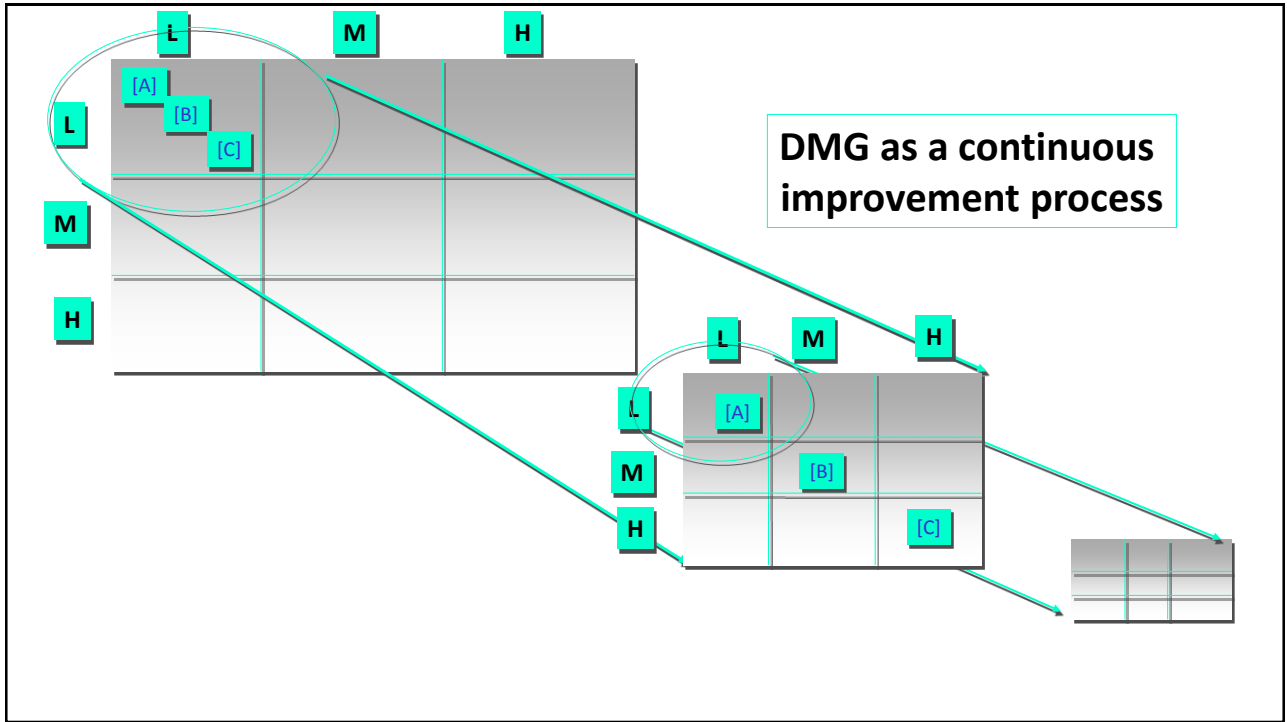 L
M
H
[A]
[B]
[C]
L
M
H
DMG as a continuous
improvement process
L
M
H
L
M
H
[A]
[B]
[C]